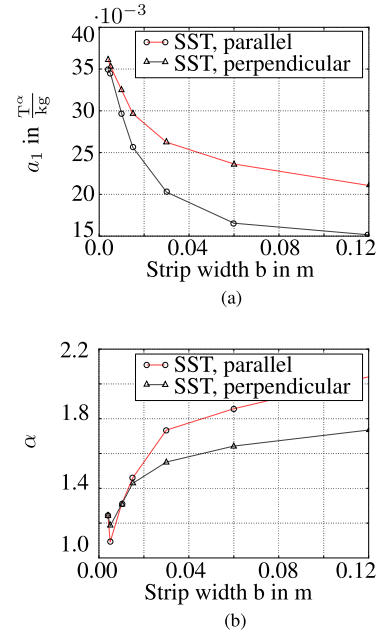 ·10⁻³
40
35
30
25
20
15
a₁ in T^α/kg
SST, parallel
SST, perpendicular
0.0 0.04 0.08 0.12
Strip width b in m
(a)
2.2
1.8
1.4
1.0
α
SST, parallel
SST, perpendicular
0.00 0.04 0.08 0.12
Strip width b in m
(b)